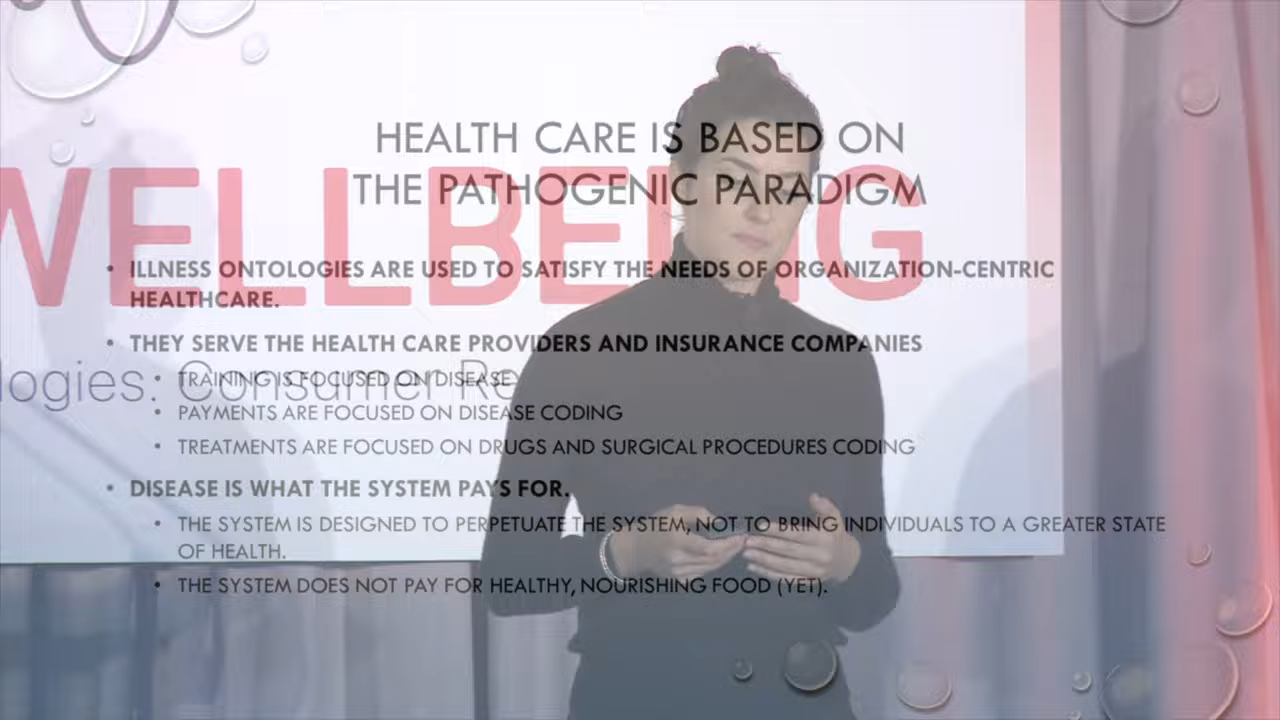 HEALTH CARE IS BASED ON
THE PATHOGENIC PARADIGM
WELLBEING
• ILLNESS ONTOLOGIES ARE USED TO SATISFY THE NEEDS OF ORGANIZATION-CENTRIC
HEALTHCARE.
• THEY SERVE THE HEALTH CARE PROVIDERS AND INSURANCE COMPANIES
logies: Consumer Re
• TRAINING IS FOCUSED ON DISEASE
• PAYMENTS ARE FOCUSED ON DISEASE CODING
• TREATMENTS ARE FOCUSED ON DRUGS AND SURGICAL PROCEDURES CODING
• DISEASE IS WHAT THE SYSTEM PAYS FOR.
• THE SYSTEM IS DESIGNED TO PERPETUATE THE SYSTEM, NOT TO BRING INDIVIDUALS TO A GREATER STATE
OF HEALTH.
• THE SYSTEM DOES NOT PAY FOR HEALTHY, NOURISHING FOOD (YET).